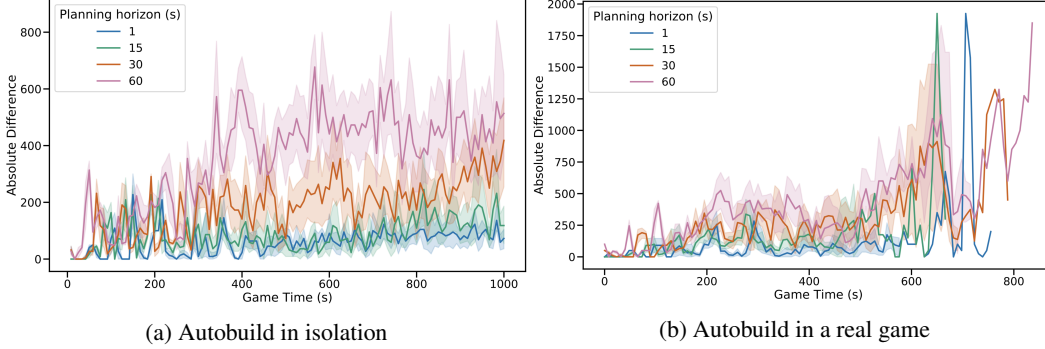 Planning horizon (s)
1
15
30
60
Absolute Difference
800
600
400
200
0
0 200 400 600 800 1000
Game Time (s)
(a) Autobuild in isolation
Planning horizon (s)
1
15
30
60
Absolute Difference
2000
1750
1500
1250
1000
750
500
250
0
0 200 400 600 800
Game Time (s)
(b) Autobuild in a real game